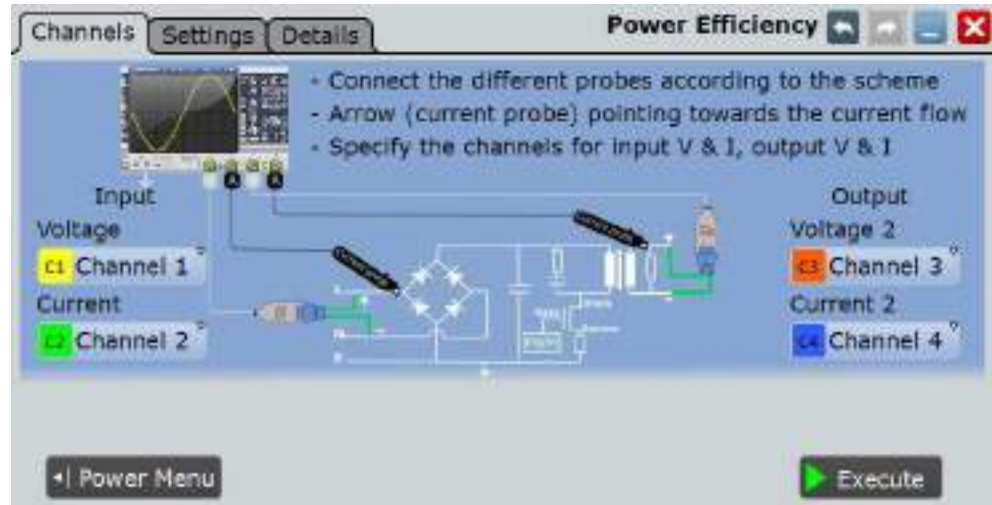 Channels
Settings
Details
Power Efficiency
- Connect the different probes according to the scheme
- Arrow (current probe) pointing towards the current flow
- Specify the channels for input V & I, output V & I
Input
Voltage
C1 Channel 1
Current
C2 Channel 2
Output
Voltage 2
C3 Channel 3
Current 2
C4 Channel 4
Power Menu
Execute